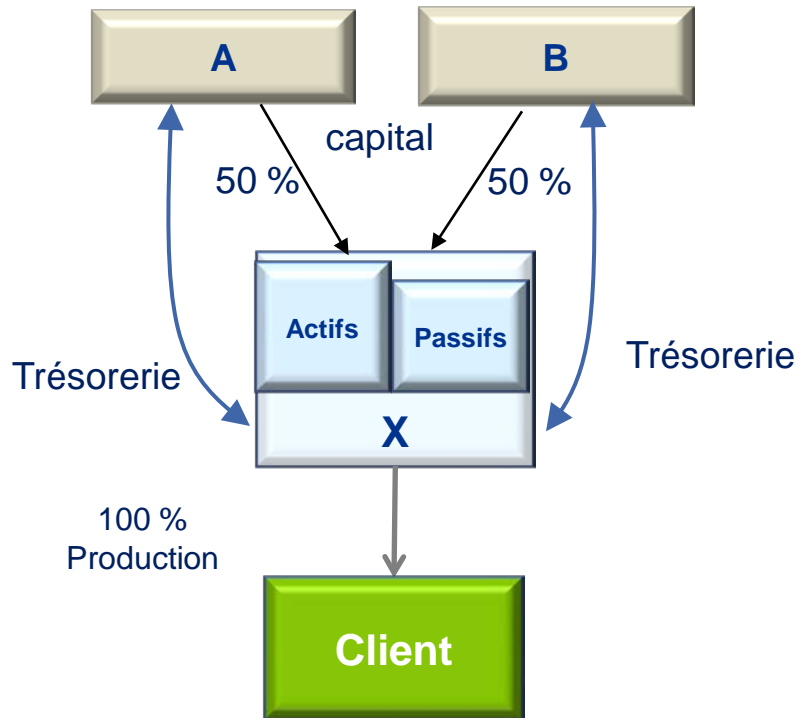 A
B
capital
50 %
50 %
Actifs
Passifs
Trésorerie
Trésorerie
X
100 %
Production
Client